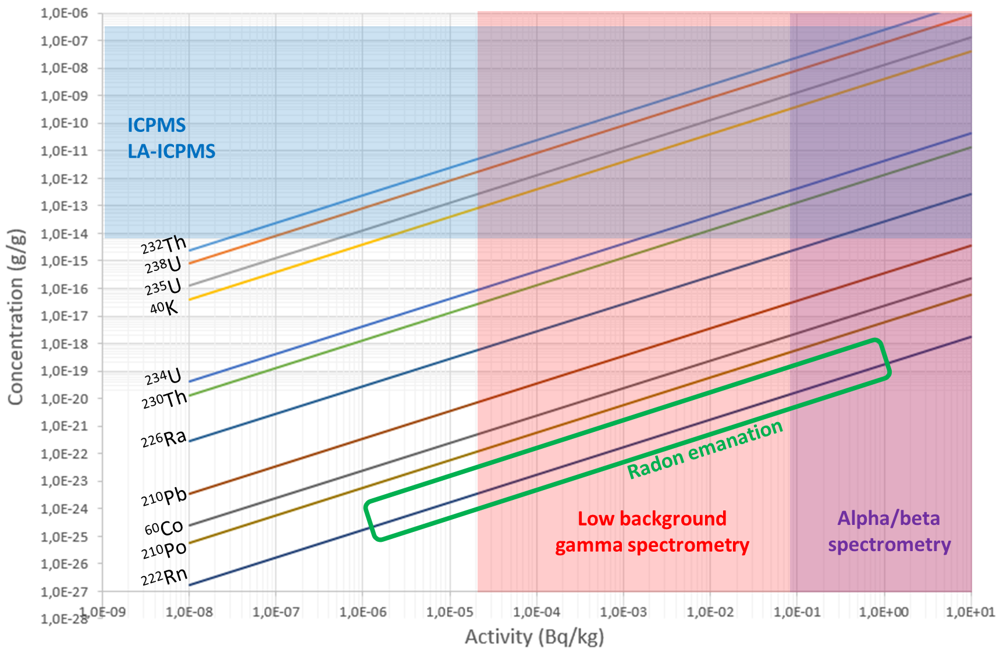 1,0E-06
1,0E-07
1,0E-08
1,0E-09
1,0E-10
1,0E-11
1,0E-12
1,0E-13
1,0E-14
1,0E-15
1,0E-16
1,0E-17
1,0E-18
1,0E-19
1,0E-20
1,0E-21
1,0E-22
1,0E-23
1,0E-24
1,0E-25
1,0E-26
1,0E-27
1,0E-28
Concentration (g/g)
ICPMS
LA-ICPMS
²³²Th
²³⁸U
²³⁵U
⁴⁰K
²³⁴U
²³⁰Th
²²⁶Ra
²¹⁰Pb
⁶⁰Co
²¹⁰Po
²²²Rn
Radon emanation
Low background
gamma spectrometry
Alpha/beta
spectrometry
1,0E-09 1,0E-08 1,0E-07 1,0E-06 1,0E-05 1,0E-04 1,0E-03 1,0E-02 1,0E-01 1,0E+00 1,0E+01
Activity (Bq/kg)